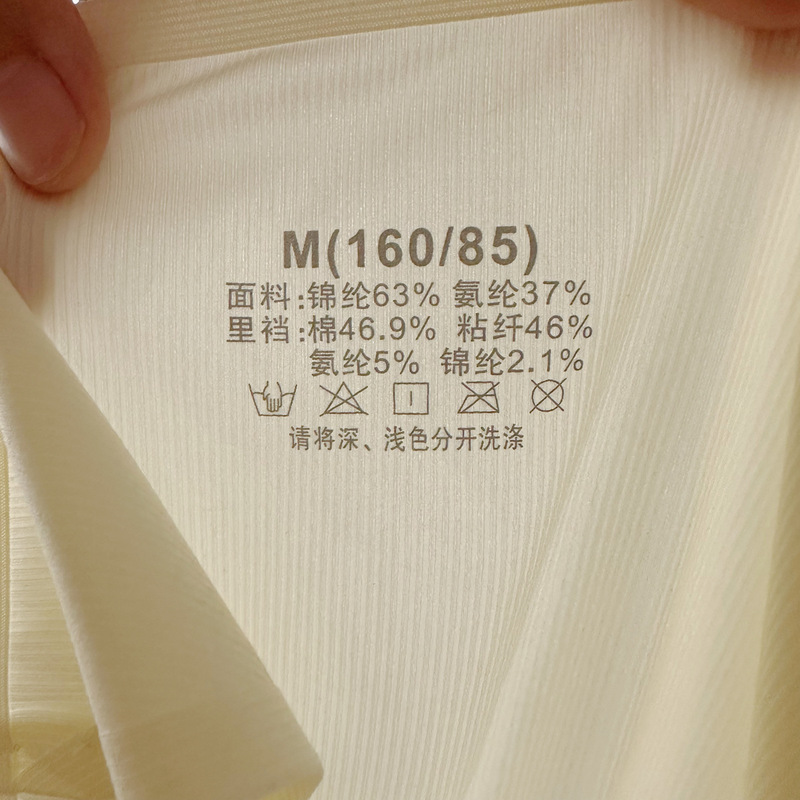 M(160/85)
面料:锦纶63% 氨纶37%
里裆:棉46.9% 粘纤46%
氨纶5% 锦纶2.1%
请将深、浅色分开洗涤